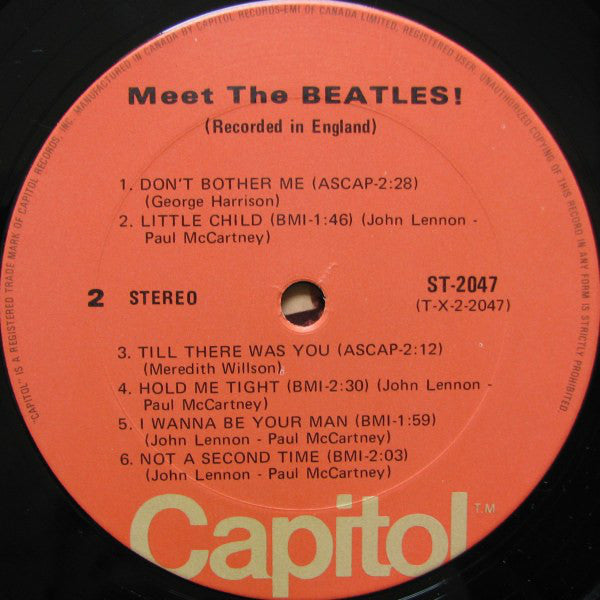 MANUFACTURED IN CANADA BY CAPITOL RECORDS-EMI OF CANADA LIMITED, REGISTERED USER. UNAUTHORIZED COPYING OF THIS RECORD IN ANY FORM IS STRICTLY PROHIBITED
"CAPITOL" IS A REGISTERED TRADE MARK OF CAPITOL RECORDS, INC.
Meet The BEATLES!
(Recorded in England)
1. DON'T BOTHER ME (ASCAP-2:28)
(George Harrison)
2. LITTLE CHILD (BMI-1:46) (John Lennon -
Paul McCartney)
2 STEREO
ST-2047
(T-X-2-2047)
3. TILL THERE WAS YOU (ASCAP-2:12)
(Meredith Willson)
4. HOLD ME TIGHT (BMI-2:30) (John Lennon -
Paul McCartney)
5. I WANNA BE YOUR MAN (BMI-1:59)
(John Lennon - Paul McCartney)
6. NOT A SECOND TIME (BMI-2:03)
(John Lennon - Paul McCartney)
Capitol T.M